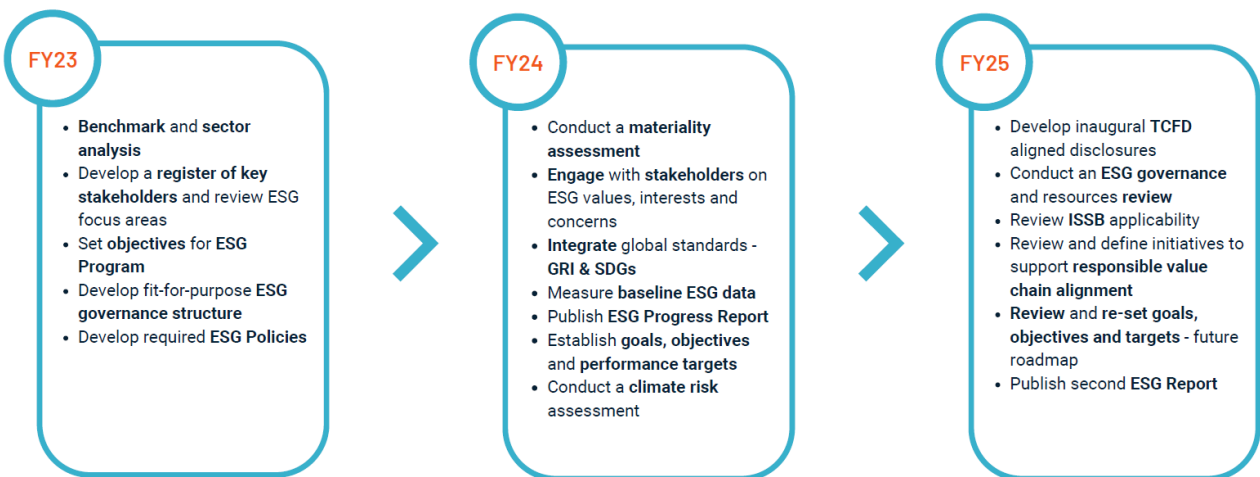 FY23
• Benchmark and sector
analysis
• Develop a register of key
stakeholders and review ESG
focus areas
• Set objectives for ESG
Program
• Develop fit-for-purpose ESG
governance structure
• Develop required ESG Policies
FY24
• Conduct a materiality
assessment
• Engage with stakeholders on
ESG values, interests and
concerns
• Integrate global standards -
GRI & SDGs
• Measure baseline ESG data
• Publish ESG Progress Report
• Establish goals, objectives
and performance targets
• Conduct a climate risk
assessment
FY25
• Develop inaugural TCFD
aligned disclosures
• Conduct an ESG governance
and resources review
• Review ISSB applicability
• Review and define initiatives to
support responsible value
chain alignment
• Review and re-set goals,
objectives and targets - future
roadmap
• Publish second ESG Report